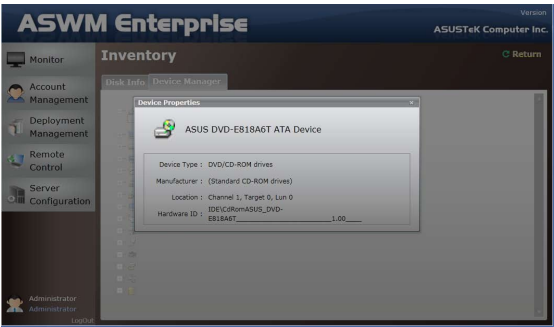 ASWM Enterprise
Version
ASUSTeK Computer Inc.
Monitor
Account
Management
Deployment
Management
Remote
Control
Server
Configuration
Inventory
Return
Disk Info Device Manager
Device Properties
ASUS DVD-E818A6T ATA Device
Device Type : DVD/CD-ROM drives
Manufacturer : (Standard CD-ROM drives)
Location : Channel 1, Target 0, Lun 0
Hardware ID : IDE\CdRomASUS_DVD-
E818A6T________________________1.00____
Administrator
Administrator
LogOut